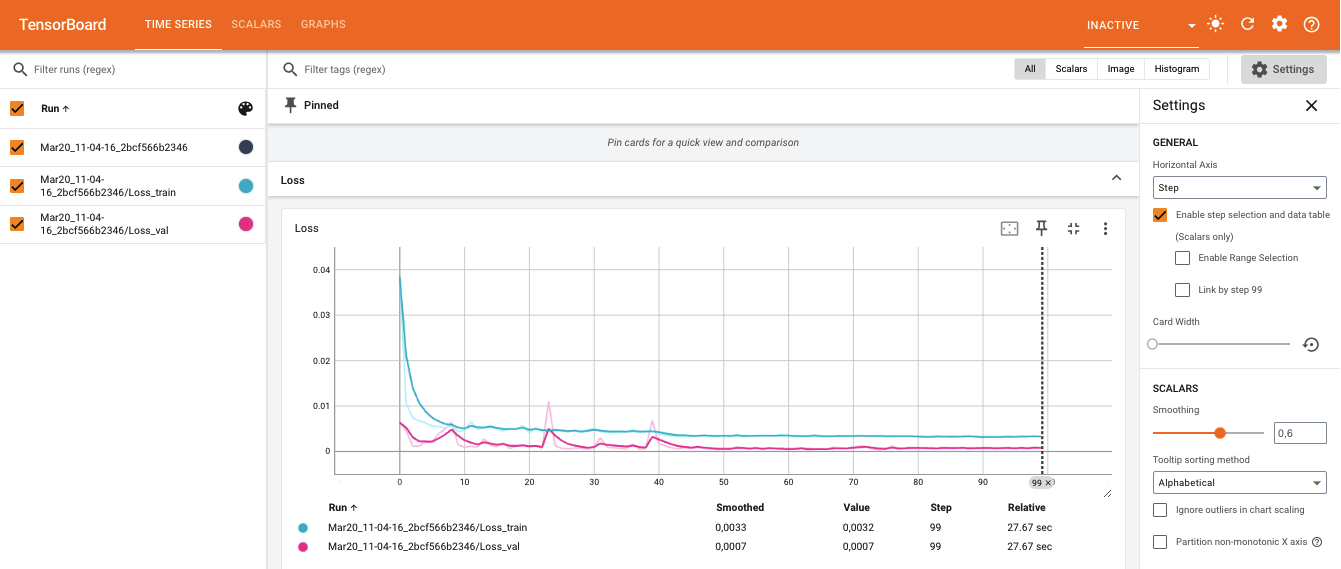 TensorBoard
TIME SERIES
SCALARS
GRAPHS
INACTIVE
Filter runs (regex)
Filter tags (regex)
All
Scalars
Image
Histogram
Settings
Run ↑
Mar20_11-04-16_2bcf566b2346
Mar20_11-04-
16_2bcf566b2346/Loss_train
Mar20_11-04-
16_2bcf566b2346/Loss_val
Pinned
Pin cards for a quick view and comparison
Loss
Loss
0.04
0.03
0.02
0.01
0
0 10 20 30 40 50 60 70 80 90
99 ×
Run ↑ Smoothed Value Step Relative
Mar20_11-04-16_2bcf566b2346/Loss_train 0,0033 0,0032 99 27.67 sec
Mar20_11-04-16_2bcf566b2346/Loss_val 0,0007 0,0007 99 27.67 sec
Settings
GENERAL
Horizontal Axis
Step
Enable step selection and data table
(Scalars only)
Enable Range Selection
Link by step 99
Card Width
SCALARS
Smoothing
0,6
Tooltip sorting method
Alphabetical
Ignore outliers in chart scaling
Partition non-monotonic X axis